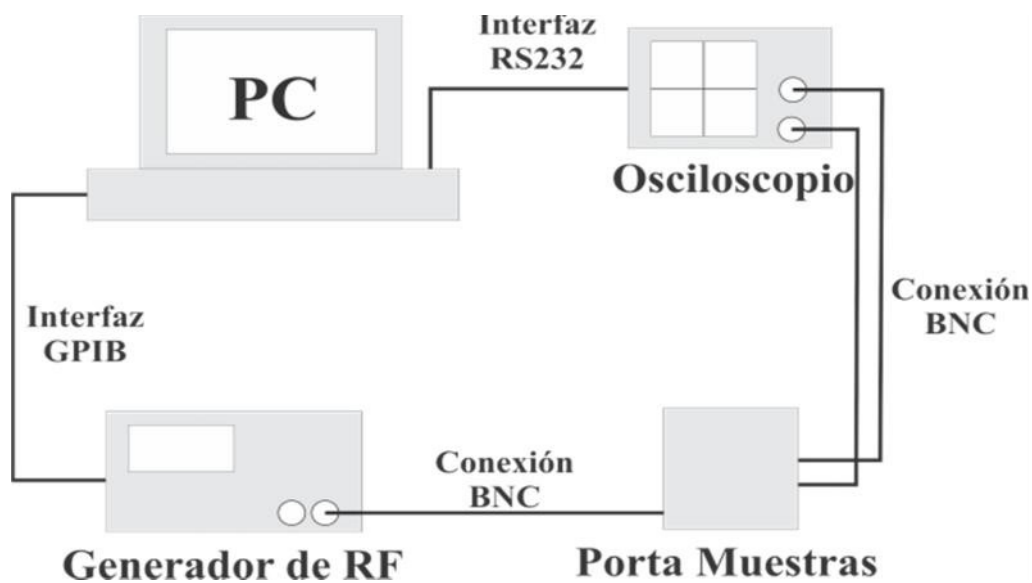 Interfaz
RS232
PC
Osciloscopio
Conexión
BNC
Interfaz
GPIB
Conexión
BNC
Generador de RF
Porta Muestras